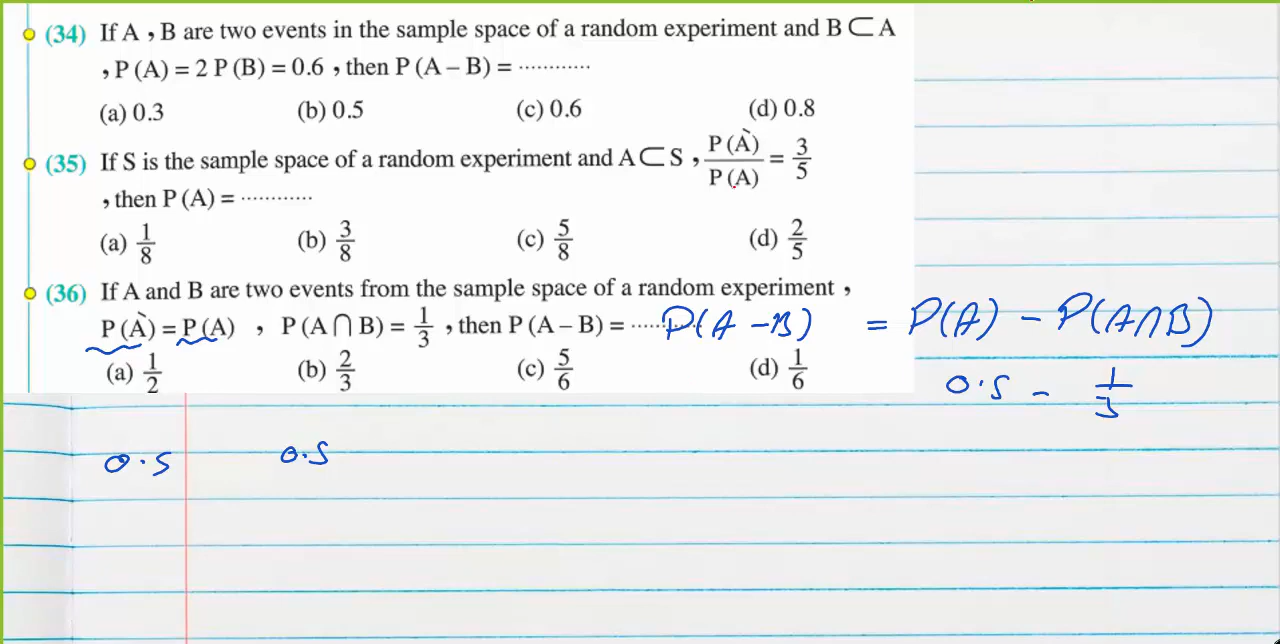 (34) If A , B are two events in the sample space of a random experiment and B ⊂ A
, P (A) = 2 P (B) = 0.6 , then P (A – B) = ············
(a) 0.3 (b) 0.5 (c) 0.6 (d) 0.8
(35) If S is the sample space of a random experiment and A ⊂ S , P (À) / P (A) = 3/5
, then P (A) = ············
(a) 1/8 (b) 3/8 (c) 5/8 (d) 2/5
(36) If A and B are two events from the sample space of a random experiment ,
P (À) = P (A) , P (A ∩ B) = 1/3 , then P (A – B) = ······ P(A – B) = P(A) – P(A∩B)
(a) 1/2 (b) 2/3 (c) 5/6 (d) 1/6
0.5 – 1/3
0.5 0.5